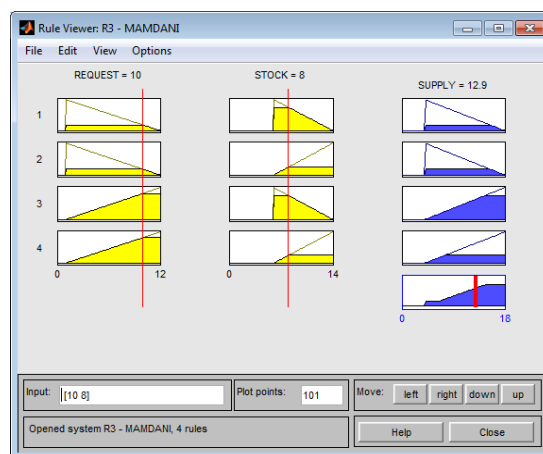 Rule Viewer: R3 - MAMDANI
File Edit View Options
REQUEST = 10 STOCK = 8 SUPPLY = 12.9
1
2
3
4
0 12 0 14
0 18
Input: [10 8] Plot points: 101 Move: left right down up
Opened system R3 - MAMDANI, 4 rules Help Close